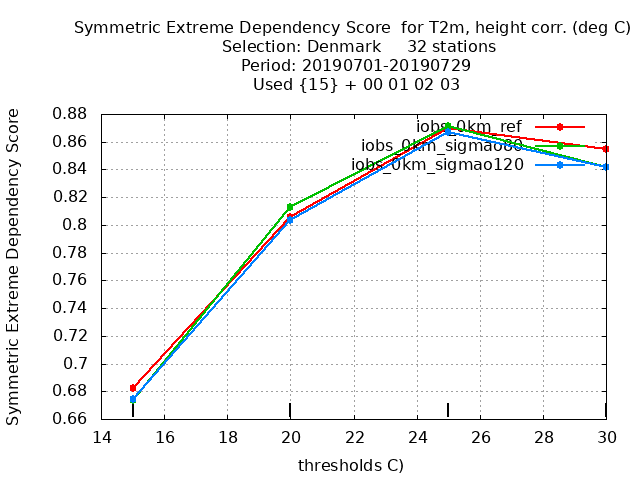 Symmetric Extreme Dependency Score  for T2m, height corr. (deg C)
Selection: Denmark     32 stations
Period: 20190701-20190729
Used {15} + 00 01 02 03
Symmetric Extreme Dependency Score
0.88
0.86
0.84
0.82
0.8
0.78
0.76
0.74
0.72
0.7
0.68
0.66
iobs_0km_ref
iobs_0km_sigmao80
iobs_0km_sigmao120
14 16 18 20 22 24 26 28 30
thresholds C)